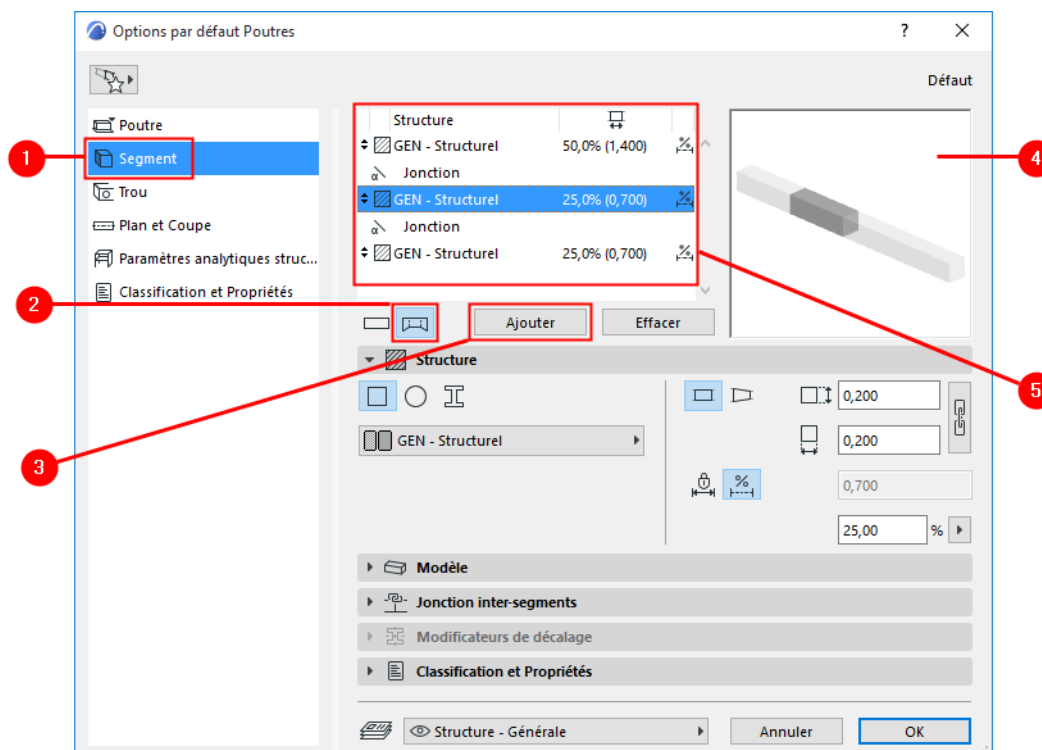 Options par défaut Poutres ?
Défaut
Poutre
Segment
Trou
Plan et Coupe
Paramètres analytiques struc...
Classification et Propriétés
Structure
GEN - Structurel 50,0% (1,400)
Jonction
GEN - Structurel 25,0% (0,700)
Jonction
GEN - Structurel 25,0% (0,700)
1
2
3
4
5
Ajouter Effacer
Structure
0,200
GEN - Structurel
0,200
%
0,700
25,00 %
Modèle
Jonction inter-segments
Modificateurs de décalage
Classification et Propriétés
Structure - Générale Annuler OK